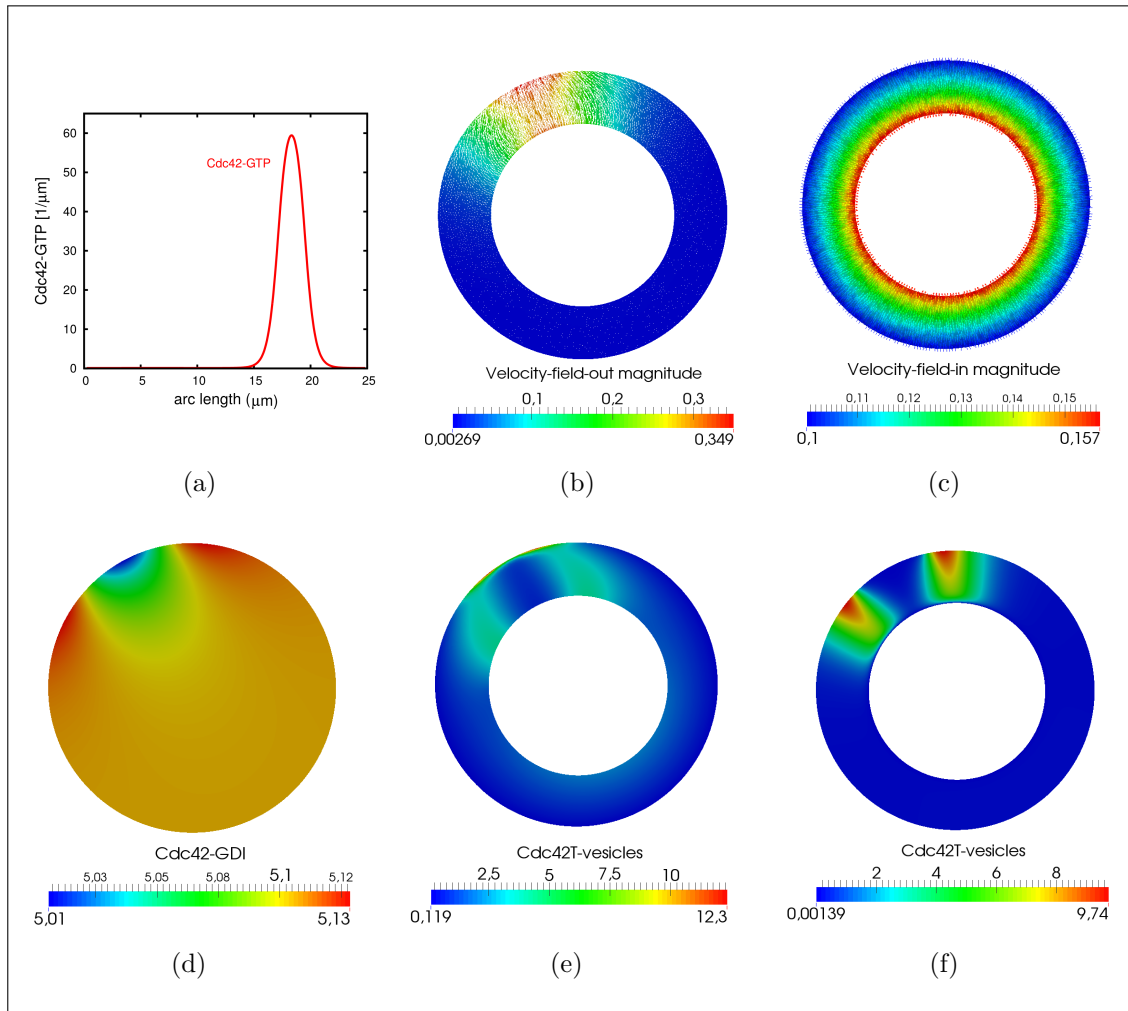 Cdc42-GTP [1/μm]
60
50
40
30
20
10
0
Cdc42-GTP
0 5 10 15 20 25
arc length (μm)
(a)
Velocity-field-out magnitude
0,1 0,2 0,3
0,00269 0,349
(b)
Velocity-field-in magnitude
0,11 0,12 0,13 0,14 0,15
0,1 0,157
(c)
Cdc42-GDI
5,03 5,05 5,08 5,1 5,12
5,01 5,13
(d)
Cdc42T-vesicles
2,5 5 7,5 10
0,119 12,3
(e)
Cdc42T-vesicles
2 4 6 8
0,00139 9,74
(f)